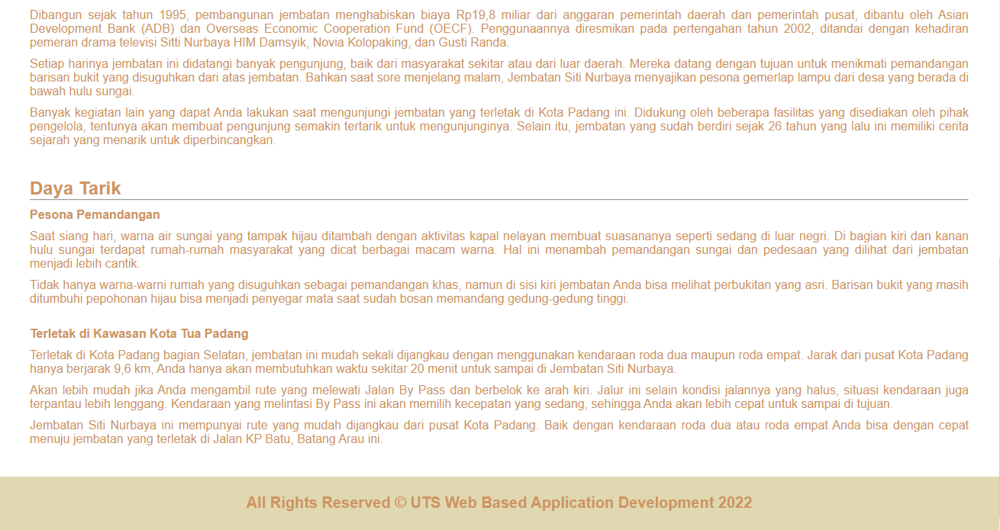 Dibangun sejak tahun 1995, pembangunan jembatan menghabiskan biaya Rp19,8 miliar dari anggaran pemerintah daerah dan pemerintah pusat, dibantu oleh Asian
Development Bank (ADB) dan Overseas Economic Cooperation Fund (OECF). Penggunaannya diresmikan pada pertengahan tahun 2002, ditandai dengan kehadiran
pemeran drama televisi Sitti Nurbaya HIM Damsyik, Novia Kolopaking, dan Gusti Randa.
Setiap harinya jembatan ini didatangi banyak pengunjung, baik dari masyarakat sekitar atau dari luar daerah. Mereka datang dengan tujuan untuk menikmati pemandangan
barisan bukit yang disuguhkan dari atas jembatan. Bahkan saat sore menjelang malam, Jembatan Siti Nurbaya menyajikan pesona gemerlap lampu dari desa yang berada di
bawah hulu sungai.
Banyak kegiatan lain yang dapat Anda lakukan saat mengunjungi jembatan yang terletak di Kota Padang ini. Didukung oleh beberapa fasilitas yang disediakan oleh pihak
pengelola, tentunya akan membuat pengunjung semakin tertarik untuk mengunjunginya. Selain itu, jembatan yang sudah berdiri sejak 26 tahun yang lalu ini memiliki cerita
sejarah yang menarik untuk diperbincangkan.
Daya Tarik
Pesona Pemandangan
Saat siang hari, warna air sungai yang tampak hijau ditambah dengan aktivitas kapal nelayan membuat suasananya seperti sedang di luar negri. Di bagian kiri dan kanan
hulu sungai terdapat rumah-rumah masyarakat yang dicat berbagai macam warna. Hal ini menambah pemandangan sungai dan pedesaan yang dilihat dari jembatan
menjadi lebih cantik.
Tidak hanya warna-warni rumah yang disuguhkan sebagai pemandangan khas, namun di sisi kiri jembatan Anda bisa melihat perbukitan yang asri. Barisan bukit yang masih
ditumbuhi pepohonan hijau bisa menjadi penyegar mata saat sudah bosan memandang gedung-gedung tinggi.
Terletak di Kawasan Kota Tua Padang
Terletak di Kota Padang bagian Selatan, jembatan ini mudah sekali dijangkau dengan menggunakan kendaraan roda dua maupun roda empat. Jarak dari pusat Kota Padang
hanya berjarak 9,6 km, Anda hanya akan membutuhkan waktu sekitar 20 menit untuk sampai di Jembatan Siti Nurbaya.
Akan lebih mudah jika Anda mengambil rute yang melewati Jalan By Pass dan berbelok ke arah kiri. Jalur ini selain kondisi jalannya yang halus, situasi kendaraan juga
terpantau lebih lenggang. Kendaraan yang melintasi By Pass ini akan memilih kecepatan yang sedang, sehingga Anda akan lebih cepat untuk sampai di tujuan.
Jembatan Siti Nurbaya ini mempunyai rute yang mudah dijangkau dari pusat Kota Padang. Baik dengan kendaraan roda dua atau roda empat Anda bisa dengan cepat
menuju jembatan yang terletak di Jalan KP Batu, Batang Arau ini.
All Rights Reserved © UTS Web Based Application Development 2022